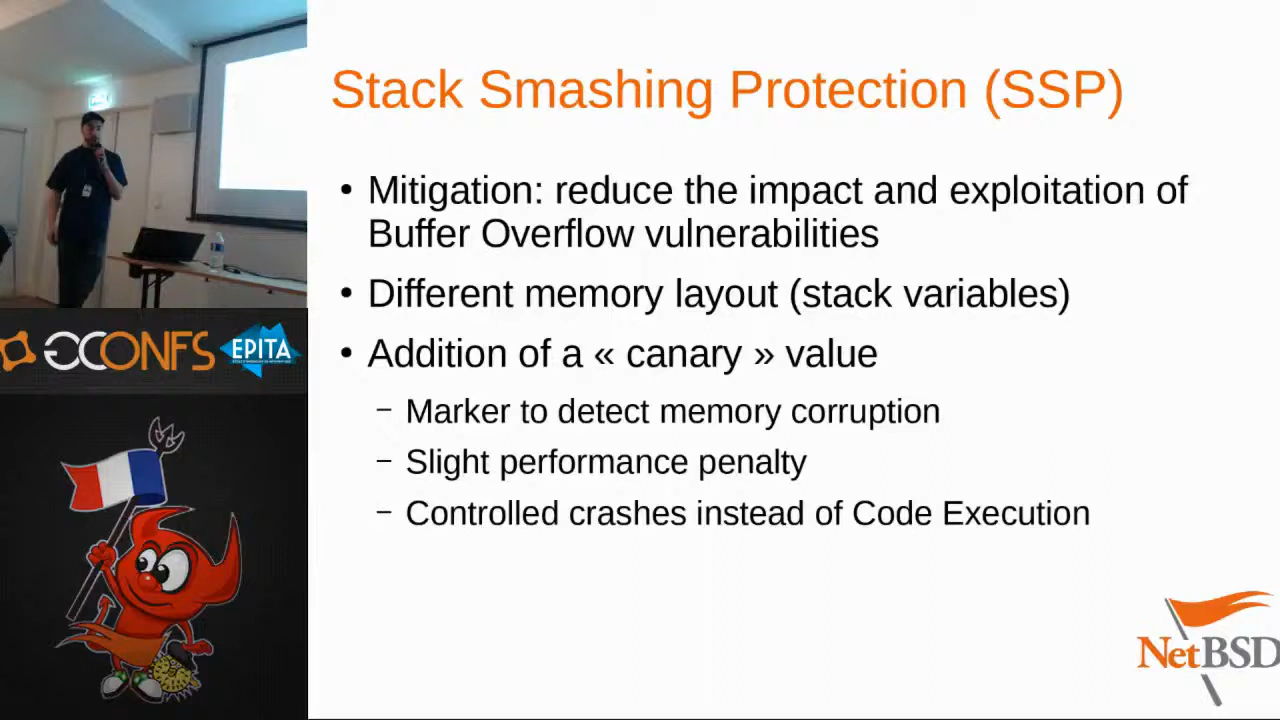 Stack Smashing Protection (SSP)
• Mitigation: reduce the impact and exploitation of
Buffer Overflow vulnerabilities
• Different memory layout (stack variables)
• Addition of a « canary » value
– Marker to detect memory corruption
– Slight performance penalty
– Controlled crashes instead of Code Execution
GCONFS
EPITA
NetBSD